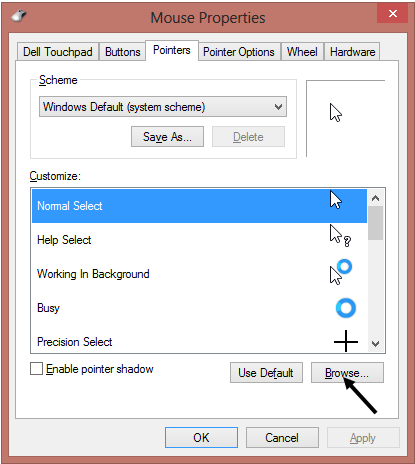 Mouse Properties
Dell Touchpad Buttons Pointers Pointer Options Wheel Hardware
Scheme
Windows Default (system scheme)
Save As... Delete
Customize:
Normal Select
Help Select
Working In Background
Busy
Precision Select
Enable pointer shadow Use Default Browse...
OK Cancel Apply